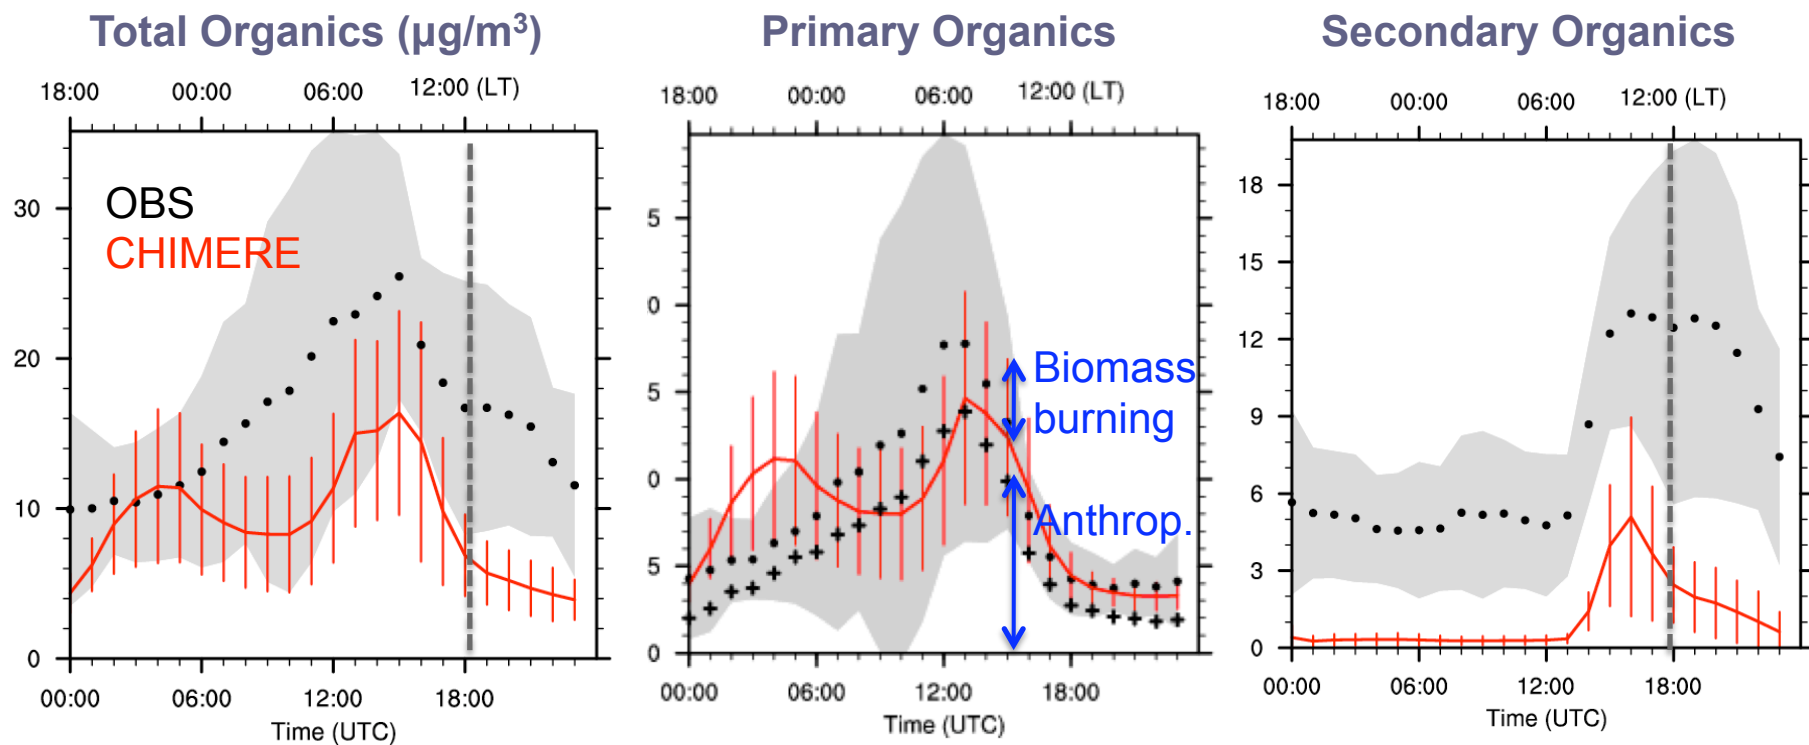 Total Organics (µg/m³)
18:00 00:00 06:00 12:00 (LT)
30
20
10
0
OBS
CHIMERE
00:00 06:00 12:00 18:00
Time (UTC)
Primary Organics
18:00 00:00 06:00 12:00 (LT)
5
0
5
0
5
0
Biomass
burning
Anthrop.
00:00 06:00 12:00 18:00
Time (UTC)
Secondary Organics
18:00 00:00 06:00 12:00 (LT)
18
15
12
9
6
3
0
00:00 06:00 12:00 18:00
Time (UTC)